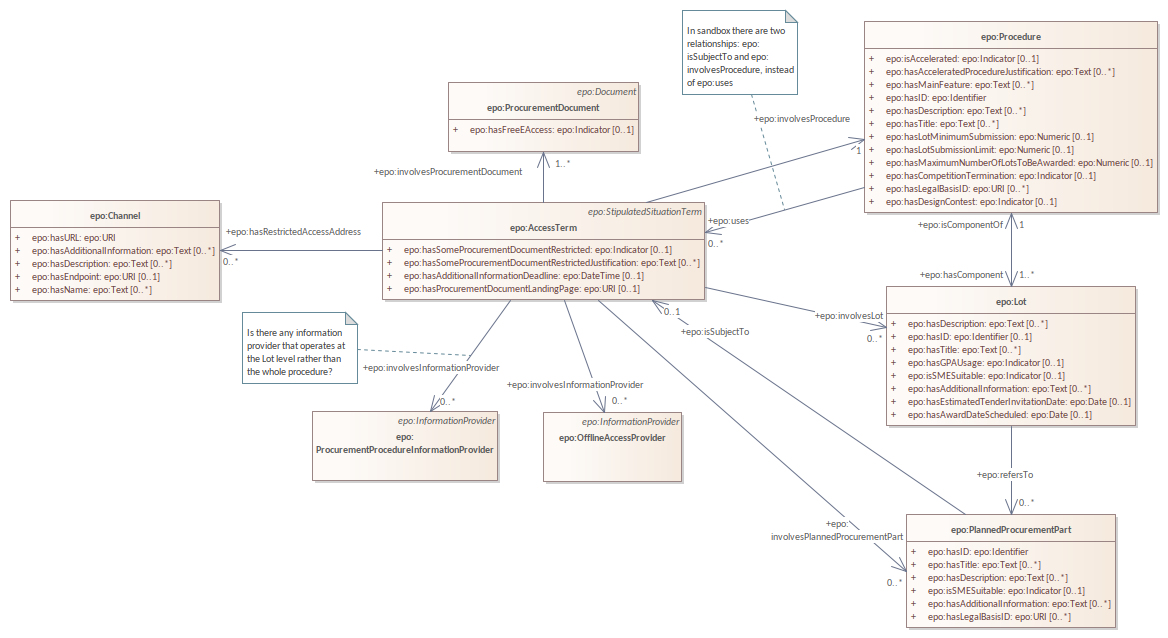 In sandbox there are two
relationships: epo:
isSubjectTo and epo:
involvesProcedure, instead
of epo:uses
epo:Procedure
+ epo:isAccelerated: epo:Indicator [0..1]
+ epo:hasAcceleratedProcedureJustification: epo:Text [0..*]
+ epo:hasMainFeature: epo:Text [0..*]
+ epo:hasID: epo:Identifier
+ epo:hasDescription: epo:Text [0..*]
+ epo:hasTitle: epo:Text [0..*]
+ epo:hasLotMinimumSubmission: epo:Numeric [0..1]
+ epo:hasLotSubmissionLimit: epo:Numeric [0..1]
+ epo:hasMaximumNumberOfLotsToBeAwarded: epo:Numeric [0..1]
+ epo:hasCompetitionTermination: epo:Indicator [0..1]
+ epo:hasLegalBasisID: epo:URI [0..*]
+ epo:hasDesignContest: epo:Indicator [0..1]
epo:Document
epo:ProcurementDocument
+ epo:hasFreeEAccess: epo:Indicator [0..1]
+epo:involvesProcedure
1
+epo:involvesProcurementDocument
1..*
epo:Channel
+ epo:hasURL: epo:URI
+ epo:hasAdditionalInformation: epo:Text [0..*]
+ epo:hasDescription: epo:Text [0..*]
+ epo:hasEndpoint: epo:URI [0..1]
+ epo:hasName: epo:Text [0..*]
+epo:hasRestrictedAccessAddress
0..*
epo:StipulatedSituationTerm
epo:AccessTerm
+ epo:hasSomeProcurementDocumentRestricted: epo:Indicator [0..1]
+ epo:hasSomeProcurementDocumentRestrictedJustification: epo:Text [0..*]
+ epo:hasAdditionalInformationDeadline: epo:DateTime [0..1]
+ epo:hasProcurementDocumentLandingPage: epo:URI [0..1]
+epo:uses
0..*
+epo:isComponentOf
1
+epo:hasComponent
1..*
epo:Lot
+ epo:hasDescription: epo:Text [0..*]
+ epo:hasID: epo:Identifier [0..1]
+ epo:hasTitle: epo:Text [0..*]
+ epo:hasGPAUsage: epo:Indicator [0..1]
+ epo:isSMESuitable: epo:Indicator [0..1]
+ epo:hasAdditionalInformation: epo:Text [0..*]
+ epo:hasEstimatedTenderInvitationDate: epo:Date [0..1]
+ epo:hasAwardDateScheduled: epo:Date [0..1]
+epo:involvesLot
0..*
0..1
+epo:isSubjectTo
Is there any information
provider that operates at
the Lot level rather than
the whole procedure?
+epo:involvesInformationProvider
0..*
+epo:involvesInformationProvider
0..*
epo:InformationProvider
epo:
ProcurementProcedureInformationProvider
epo:InformationProvider
epo:OfflineAccessProvider
+epo:refersTo
0..*
+epo:
involvesPlannedProcurementPart
0..*
epo:PlannedProcurementPart
+ epo:hasID: epo:Identifier
+ epo:hasTitle: epo:Text [0..*]
+ epo:hasDescription: epo:Text [0..*]
+ epo:isSMESuitable: epo:Indicator [0..1]
+ epo:hasAdditionalInformation: epo:Text [0..*]
+ epo:hasLegalBasisID: epo:URI [0..*]